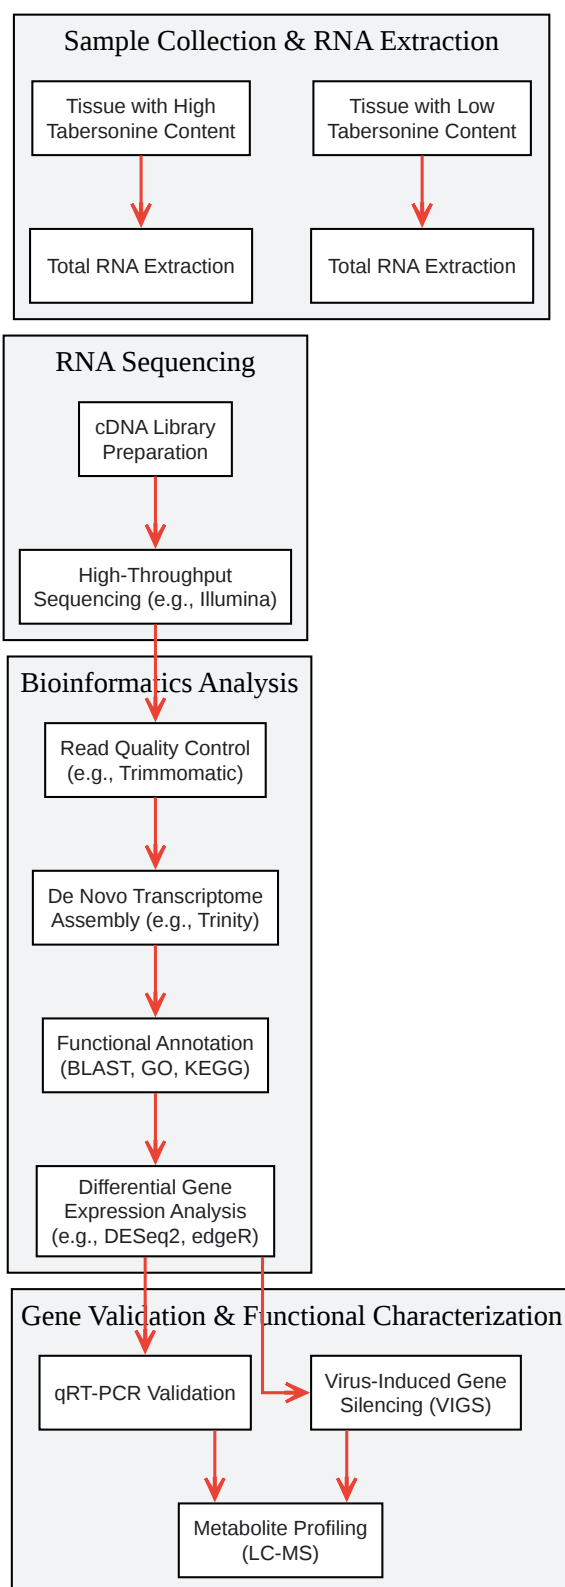 Sample Collection & RNA Extraction
Tissue with High
Tabersonine Content
Tissue with Low
Tabersonine Content
Total RNA Extraction
Total RNA Extraction
RNA Sequencing
cDNA Library
Preparation
High-Throughput
Sequencing (e.g., Illumina)
Bioinformatics Analysis
Read Quality Control
(e.g., Trimmomatic)
De Novo Transcriptome
Assembly (e.g., Trinity)
Functional Annotation
(BLAST, GO, KEGG)
Differential Gene
Expression Analysis
(e.g., DESeq2, edgeR)
Gene Validation & Functional Characterization
qRT-PCR Validation
Virus-Induced Gene
Silencing (VIGS)
Metabolite Profiling
(LC-MS)